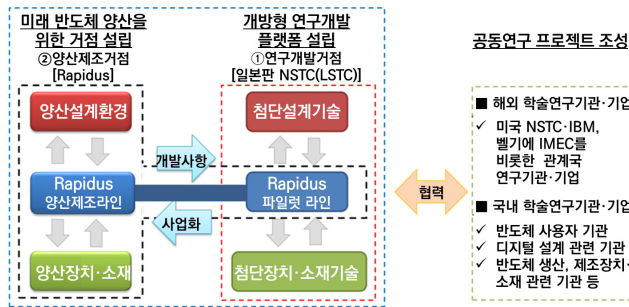 미래 반도체 양산을
위한 거점 설립
②양산제조거점
[Rapidus]
양산설계환경
Rapidus
양산제조라인
양산장치·소재
개발사항
사업화
개방형 연구개발
플랫폼 설립
①연구개발거점
[일본판 NSTC(LSTC)]
첨단설계기술
Rapidus
파일럿 라인
첨단장치·소재기술
협력
공동연구 프로젝트 조성
■ 해외 학술연구기관·기업
✓ 미국 NSTC·IBM,
벨기에 IMEC를
비롯한 관계국
연구기관·기업
■ 국내 학술연구기관·기업
✓ 반도체 사용자 기관
✓ 디지털 설계 관련 기관
✓ 반도체 생산, 제조장치·
소재 관련 기관 등